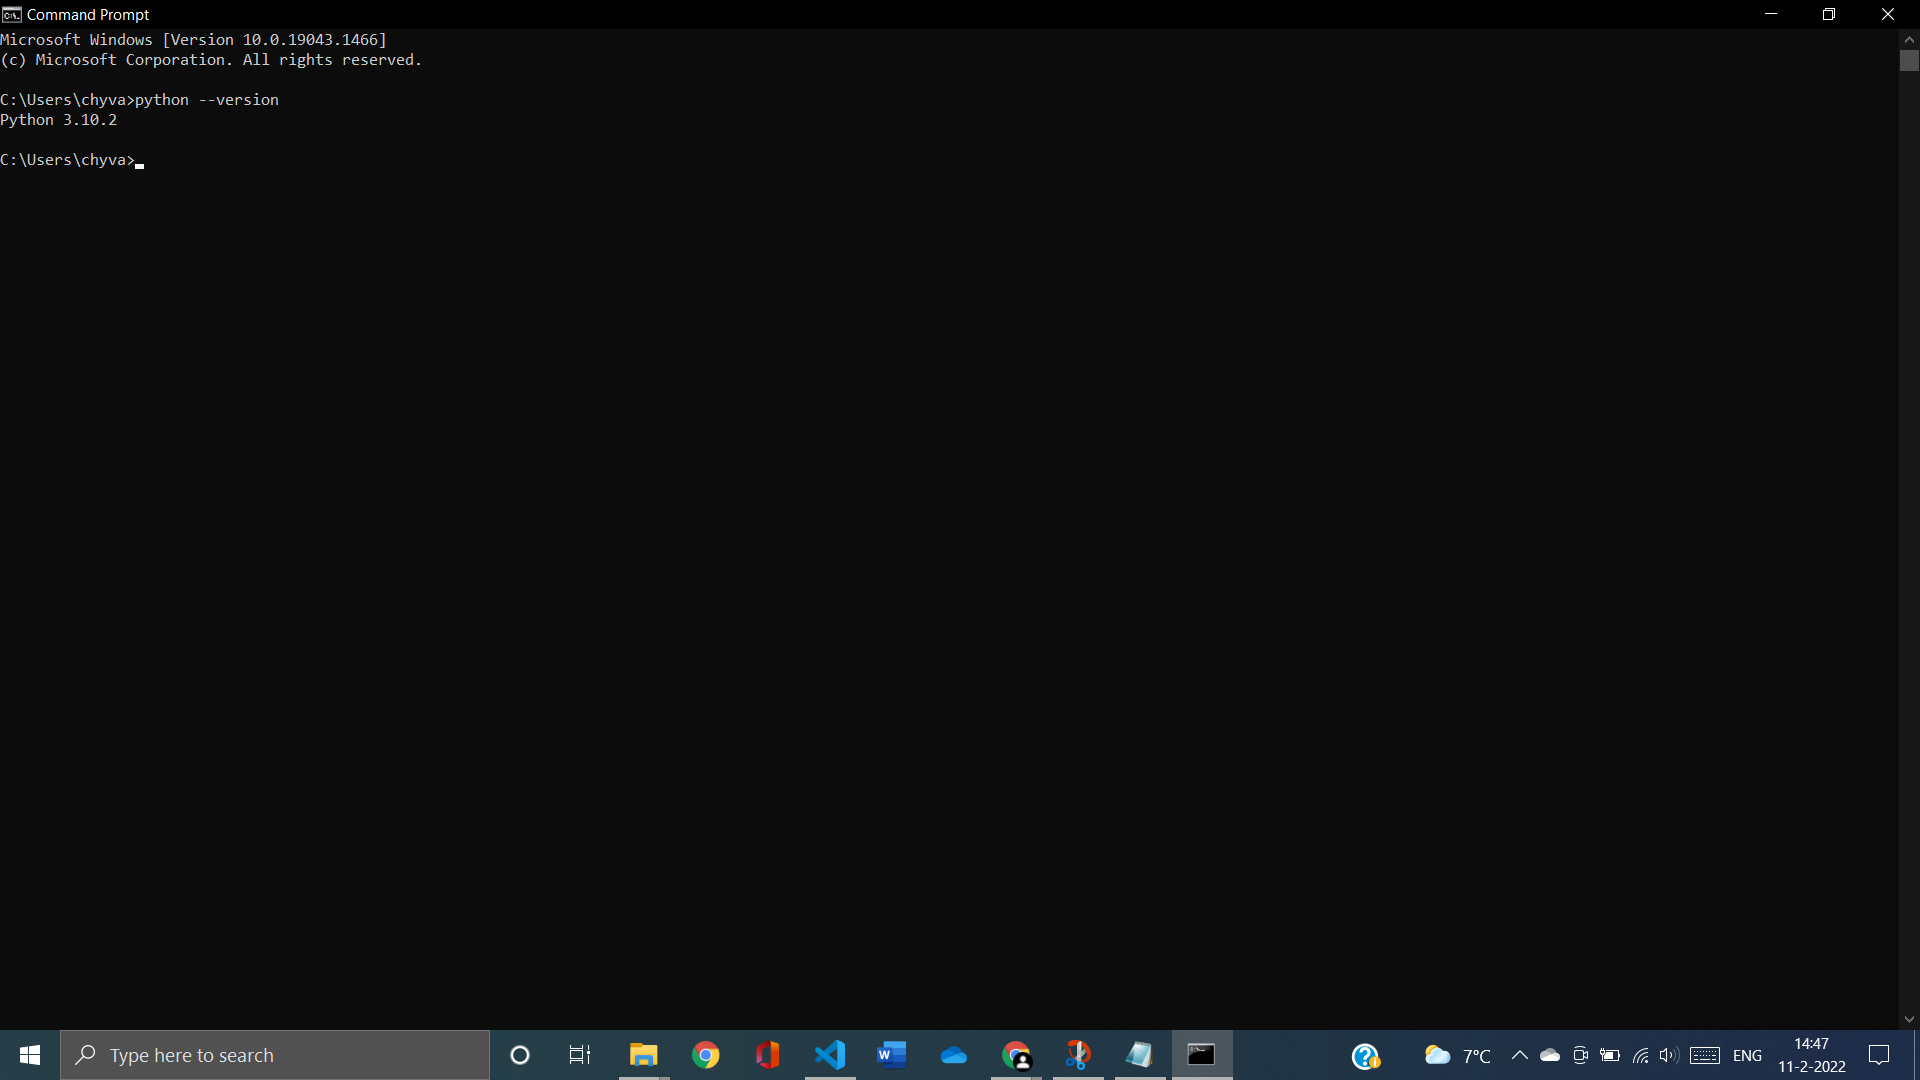 Command Prompt
Microsoft Windows [Version 10.0.19043.1466]
(c) Microsoft Corporation. All rights reserved.
C:\Users\chyva>python --version
Python 3.10.2
C:\Users\chyva>
Type here to search
7°C
ENG
14:47
11-2-2022